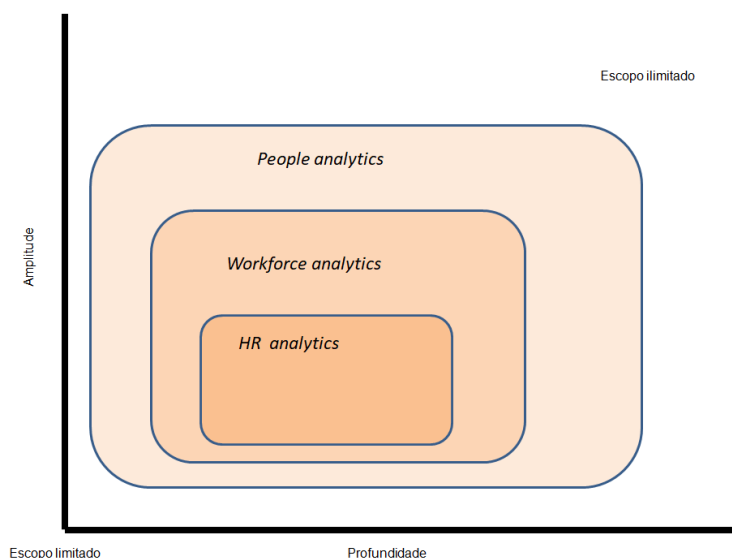 Escopo ilimitado
People analytics
Amplitude
Workforce analytics
HR analytics
Escopo limitado
Profundidade